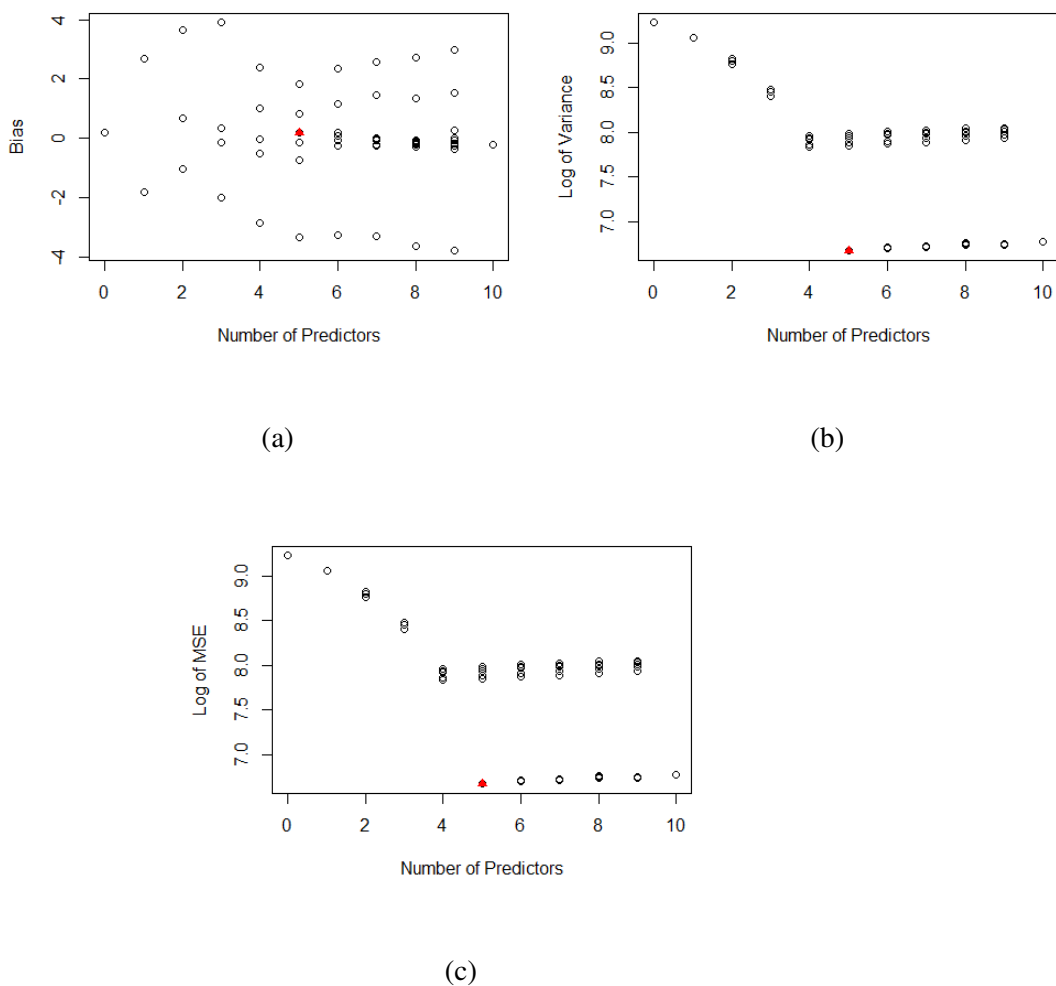 4
2
0
-2
-4
Bias
0 2 4 6 8 10
Number of Predictors
(a)
9.0
8.5
8.0
7.5
7.0
Log of Variance
0 2 4 6 8 10
Number of Predictors
(b)
9.0
8.5
8.0
7.5
7.0
Log of MSE
0 2 4 6 8 10
Number of Predictors
(c)